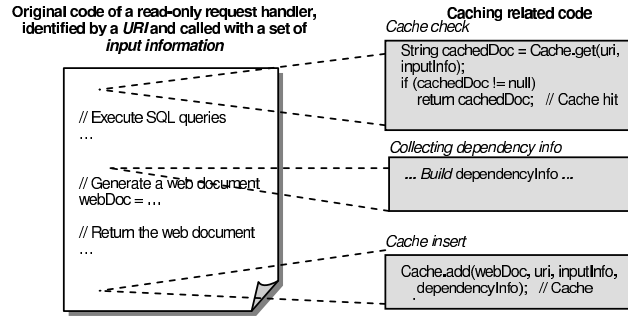 Original code of a read-only request handler,
identified by a URI and called with a set of
input information
// Execute SQL queries
...
// Generate a web document
webDoc = ...
// Return the web document
...
Caching related code
Cache check
String cachedDoc = Cache.get(uri,
inputInfo);
if (cachedDoc != null)
return cachedDoc; // Cache hit
Collecting dependency info
... Build dependencyInfo ...
Cache insert
Cache.add(webDoc, uri, inputInfo,
dependencyInfo); // Cache